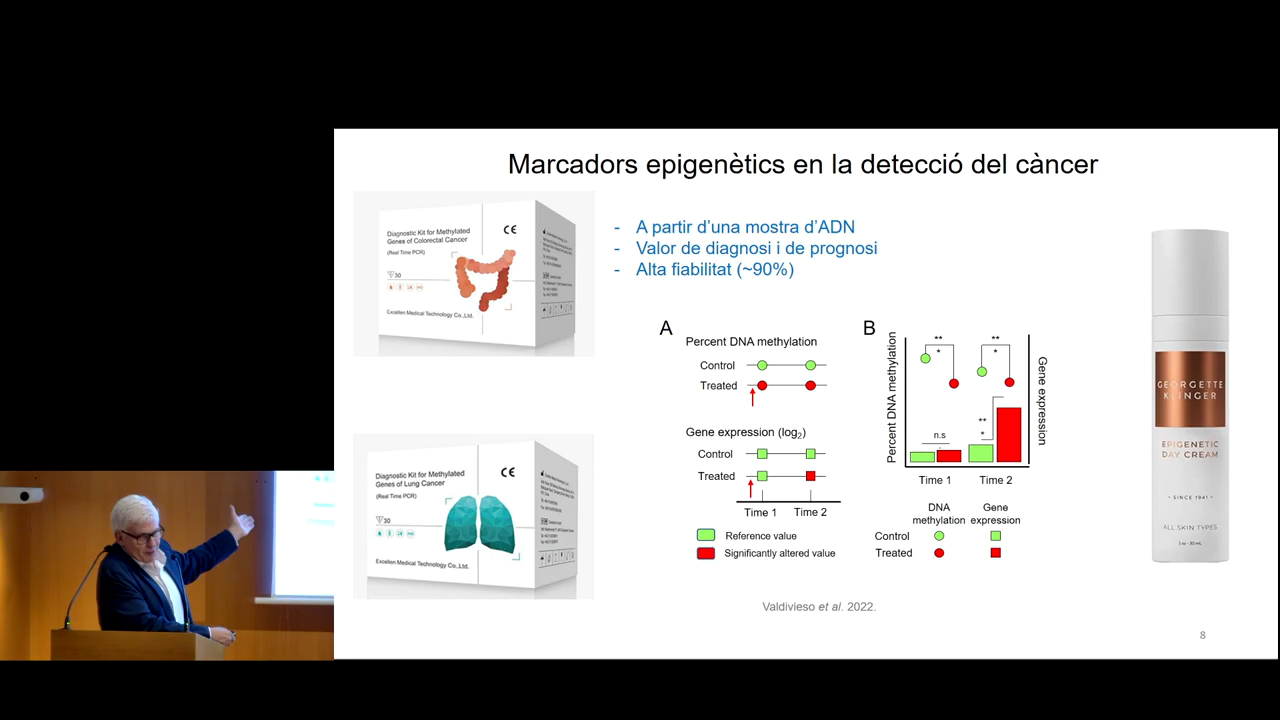 Marcadors epigenètics en la detecció del càncer
Diagnostic Kit for Methylated
Genes of Colorectal Cancer
(Real Time PCR)
CE
30
Excellen Medical Technology Co.,Ltd.
- A partir d'una mostra d'ADN
- Valor de diagnosi i de prognosi
- Alta fiabilitat (~90%)
Diagnostic Kit for Methylated
Genes of Lung Cancer
(Real Time PCR)
CE
30
Excellen Medical Technology Co.,Ltd.
A
Percent DNA methylation
Control
Treated
Gene expression (log2)
Control
Treated
Time 1 Time 2
Reference value
Significantly altered value
B
Percent DNA methylation
** **
* *
n.s
**
*
Gene expression
Time 1 Time 2
DNA Gene
methylation expression
Control
Treated
Valdivieso et al. 2022.
GEORGETTE
KLINGER
EPIGENETIC
DAY CREAM
~ SINCE 1941 ~
ALL SKIN TYPES
1 oz · 30 mL
8